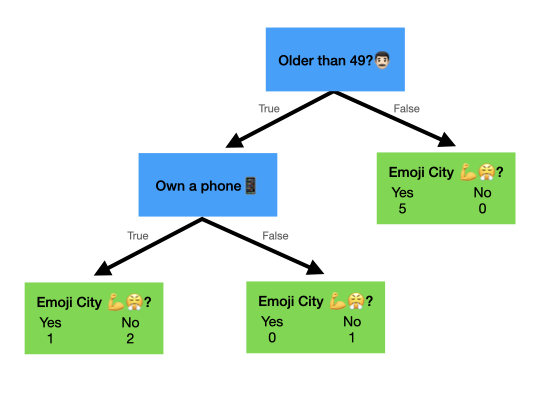 Older than 49?👨🏻
True
False
Own a phone📱
Emoji City 💪😤?
Yes No
5 0
True
False
Emoji City 💪😤?
Yes No
1 2
Emoji City 💪😤?
Yes No
0 1